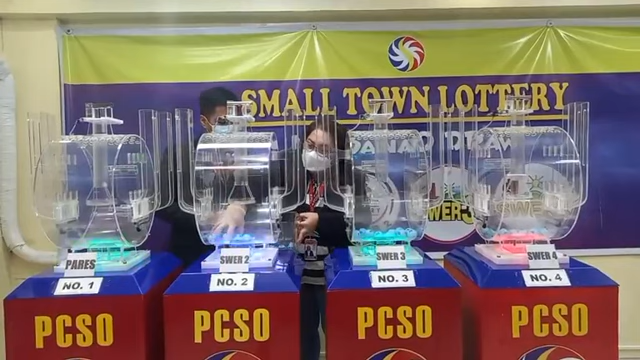 SMALL TOWN LOTTERY
SWER3
PARES
SWER 2
SWER 3
SWER 4
NO. 1
NO. 2
NO. 3
NO. 4
PCSO
PCSO
PCSO
PCSO